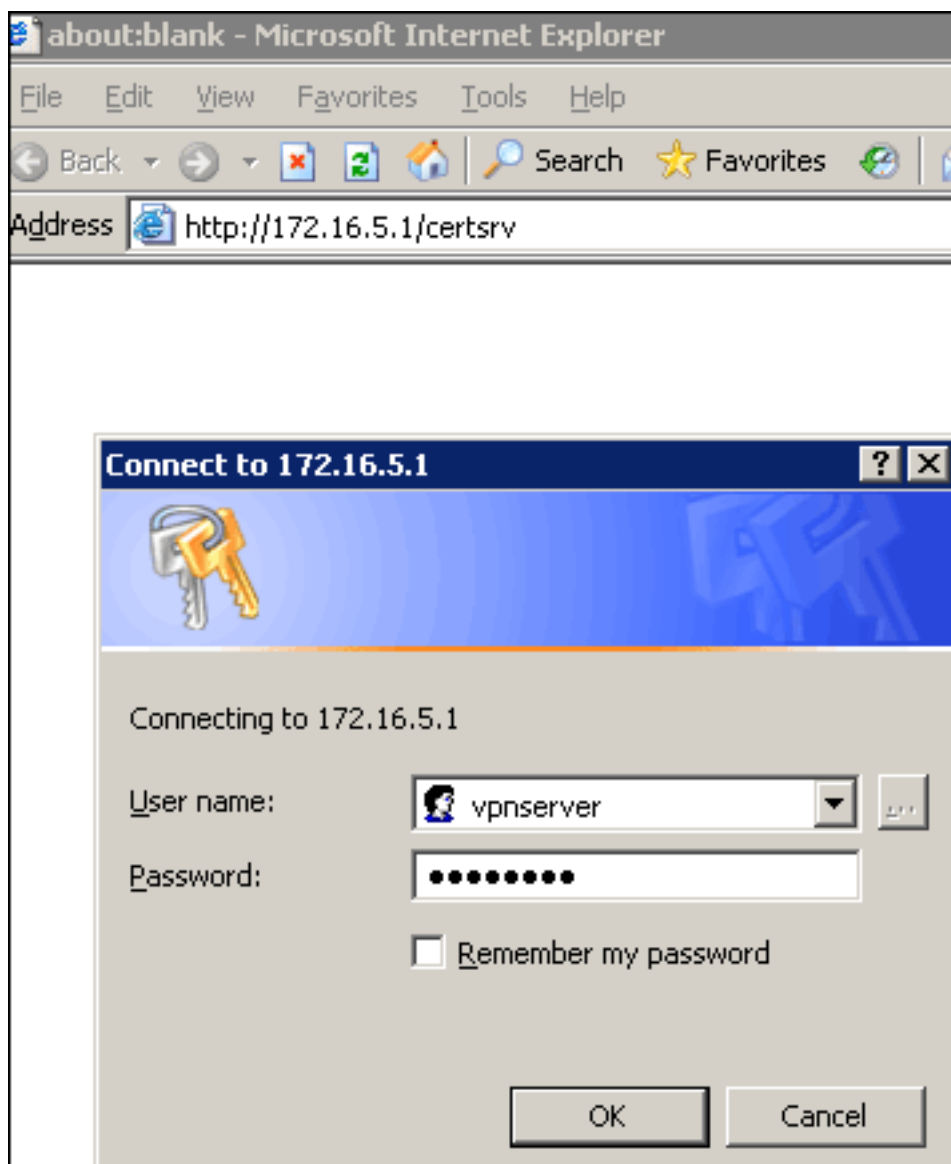 about:blank - Microsoft Internet Explorer
File Edit View Favorites Tools Help
Back Search Favorites
Address http://172.16.5.1/certsrv
Connect to 172.16.5.1
Connecting to 172.16.5.1
User name: vpnserver ...
Password: ••••••••
Remember my password
OK Cancel